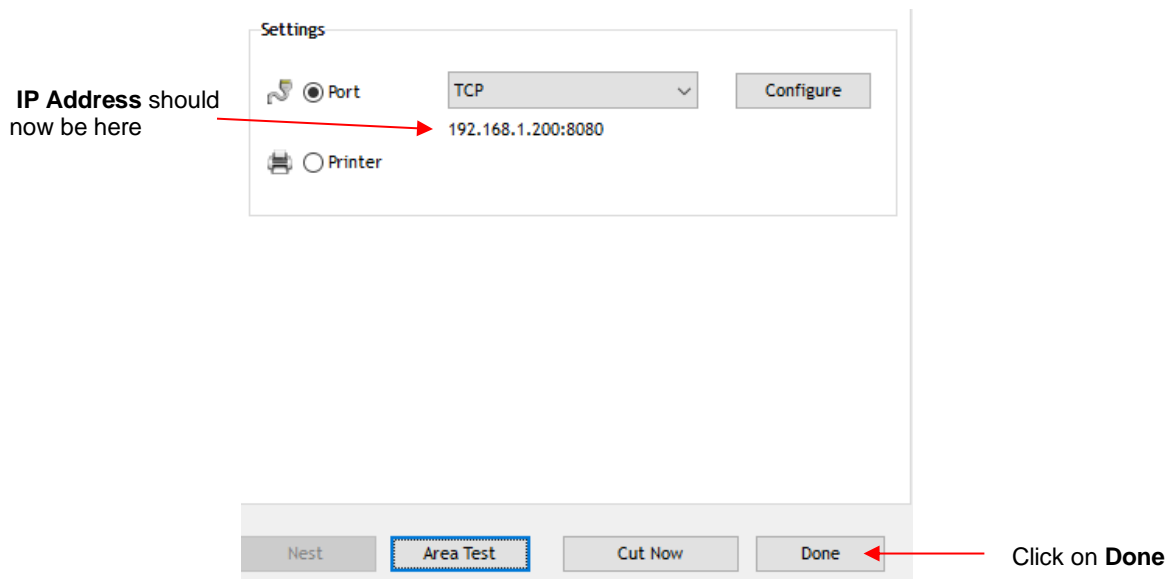 Settings
IP Address should
now be here
Port
TCP
Configure
192.168.1.200:8080
Printer
Nest
Area Test
Cut Now
Done
Click on Done